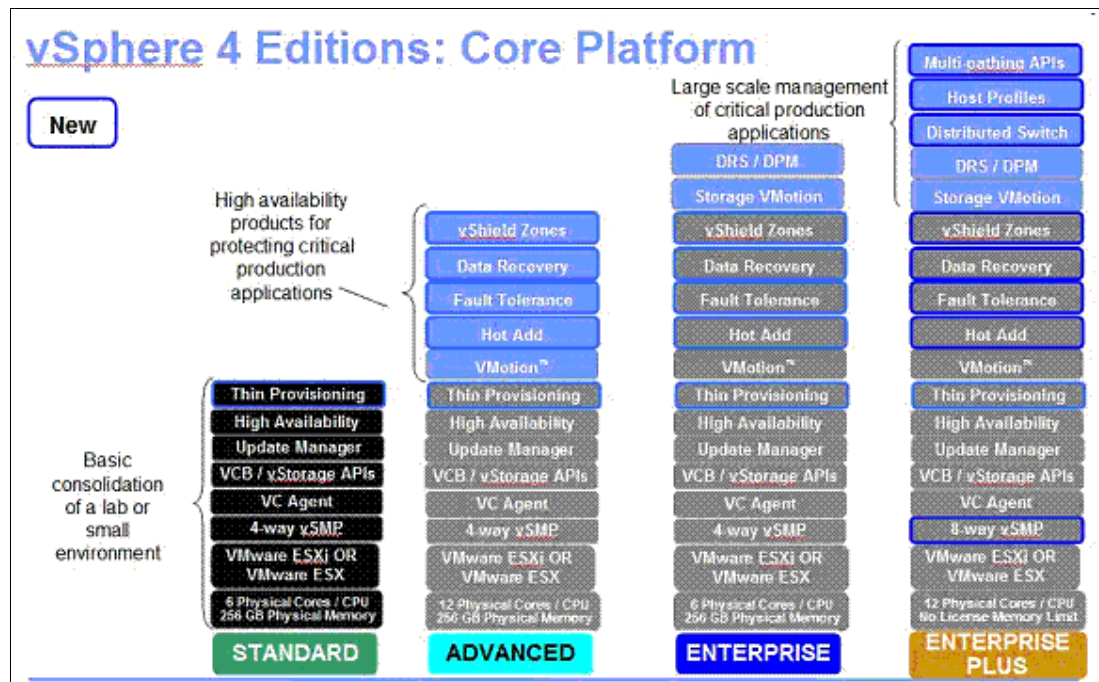 vSphere 4 Editions: Core Platform
New
High availability
products for
protecting critical
production
applications
Basic
consolidation
of a lab or
small
environment
Large scale management
of critical production
applications
Thin Provisioning
High Availability
Update Manager
VCB / vStorage APIs
VC Agent
4-way vSMP
VMware ESXi OR
VMware ESX
6 Physical Cores / CPU
256 GB Physical Memory
STANDARD
vShield Zones
Data Recovery
Fault Tolerance
Hot Add
VMotion™
Thin Provisioning
High Availability
Update Manager
VCB / vStorage APIs
VC Agent
4-way vSMP
VMware ESXi OR
VMware ESX
12 Physical Cores / CPU
256 GB Physical Memory
ADVANCED
DRS / DPM
Storage VMotion
vShield Zones
Data Recovery
Fault Tolerance
Hot Add
VMotion™
Thin Provisioning
High Availability
Update Manager
VCB / vStorage APIs
VC Agent
4-way vSMP
VMware ESXi OR
VMware ESX
6 Physical Cores / CPU
256 GB Physical Memory
ENTERPRISE
Multi-pathing APIs
Host Profiles
Distributed Switch
DRS / DPM
Storage VMotion
vShield Zones
Data Recovery
Fault Tolerance
Hot Add
VMotion™
Thin Provisioning
High Availability
Update Manager
VCB / vStorage APIs
VC Agent
8-way vSMP
VMware ESXi OR
VMware ESX
12 Physical Cores / CPU
No License Memory Limit
ENTERPRISE
PLUS